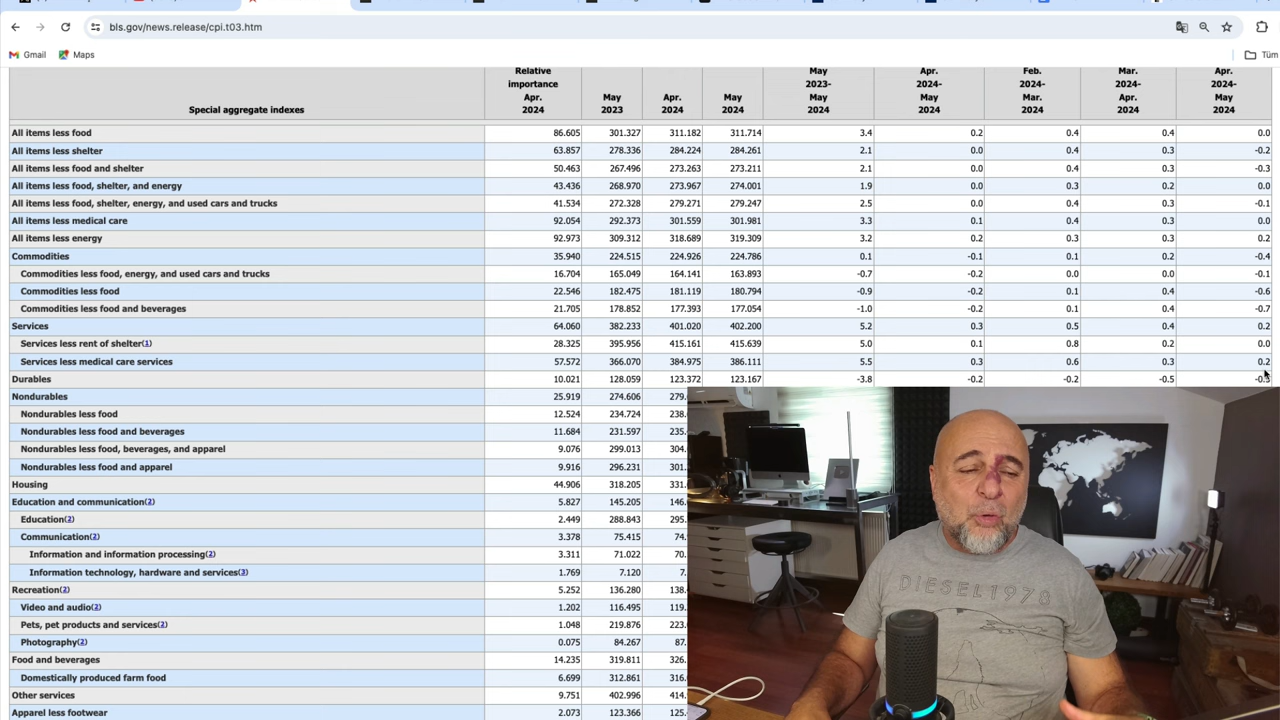 bls.gov/news.release/cpi.t03.htm
Gmail Maps Tüm
Special aggregate indexes
Relative importance Apr. 2024
May 2023
Apr. 2024
May 2024
May 2023- May 2024
Apr. 2024- May 2024
Feb. 2024- Mar. 2024
Mar. 2024- Apr. 2024
Apr. 2024- May 2024
All items less food 86.605 301.327 311.182 311.714 3.4 0.2 0.4 0.4 0.0
All items less shelter 63.857 278.336 284.224 284.261 2.1 0.0 0.4 0.3 -0.2
All items less food and shelter 50.463 267.496 273.263 273.211 2.1 0.0 0.4 0.3 -0.3
All items less food, shelter, and energy 43.436 268.970 273.967 274.001 1.9 0.0 0.3 0.2 0.0
All items less food, shelter, energy, and used cars and trucks 41.534 272.328 279.271 279.247 2.5 0.0 0.4 0.3 -0.1
All items less medical care 92.054 292.373 301.559 301.981 3.3 0.1 0.4 0.3 0.0
All items less energy 92.973 309.312 318.689 319.309 3.2 0.2 0.3 0.3 0.2
Commodities 35.940 224.515 224.926 224.786 0.1 -0.1 0.1 0.2 -0.4
Commodities less food, energy, and used cars and trucks 16.704 165.049 164.141 163.893 -0.7 -0.2 0.0 0.0 -0.1
Commodities less food 22.546 182.475 181.119 180.794 -0.9 -0.2 0.1 0.4 -0.6
Commodities less food and beverages 21.705 178.852 177.393 177.054 -1.0 -0.2 0.1 0.4 -0.7
Services 64.060 382.233 401.020 402.200 5.2 0.3 0.5 0.4 0.2
Services less rent of shelter(1) 28.325 395.956 415.161 415.639 5.0 0.1 0.8 0.2 0.0
Services less medical care services 57.572 366.070 384.975 386.111 5.5 0.3 0.6 0.3 0.2
Durables 10.021 128.059 123.372 123.167 -3.8 -0.2 -0.2 -0.5
Nondurables 25.919 274.606 279.
Nondurables less food 12.524 234.724 238.
Nondurables less food and beverages 11.684 231.597 235.
Nondurables less food, beverages, and apparel 9.076 299.013 304.
Nondurables less food and apparel 9.916 296.231 301.
Housing 44.906 318.205 331.
Education and communication(2) 5.827 145.205 146.
Education(2) 2.449 288.843 295.
Communication(2) 3.378 75.415 74.
Information and information processing(2) 3.311 71.022 70.
Information technology, hardware and services(3) 1.769 7.120 7.
Recreation(2) 5.252 136.280 138.
Video and audio(2) 1.202 116.495 119.
Pets, pet products and services(2) 1.048 219.876 223.
Photography(2) 0.075 84.267 87.
Food and beverages 14.235 319.811 326.
Domestically produced farm food 6.699 312.861 316.
Other services 9.751 402.996 414.
Apparel less footwear 2.073 123.366 125.
DIESEL1978